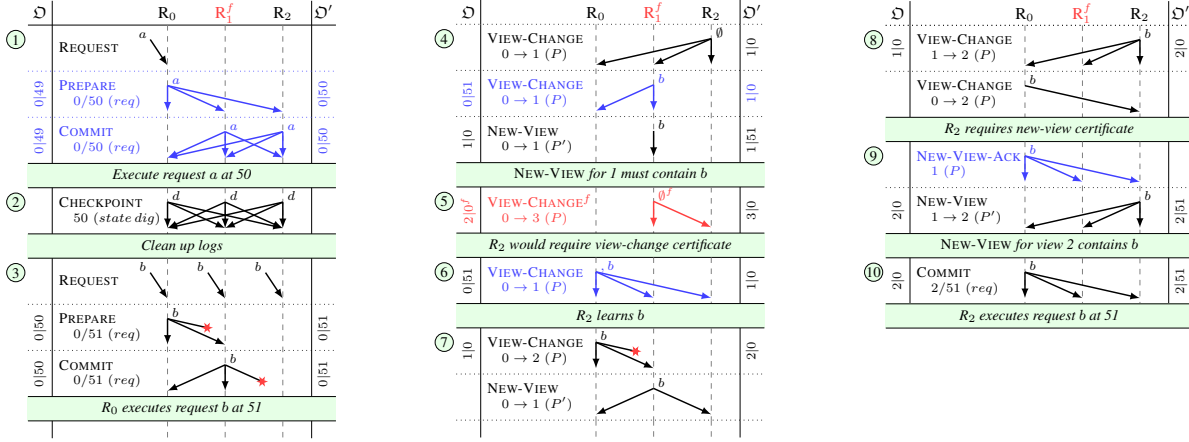 𝔒 R₀ R₁ᶠ R₂ 𝔒′
1
a
REQUEST
0|49 PREPARE a 0|50
0/50 (req)
0|49 COMMIT a a 0|50
0/50 (req)
Execute request a at 50
2 CHECKPOINT d d d
50 (state dig)
Clean up logs
3 b b b
REQUEST
0|50 PREPARE b 0|51
0/51 (req)
0|50 COMMIT b 0|51
0/51 (req)
R₀ executes request b at 51
𝔒 R₀ R₁ᶠ R₂ 𝔒′
4 VIEW-CHANGE ∅ 1|0
0 → 1 (P)
0|51 VIEW-CHANGE b 1|0
0 → 1 (P)
1|0 NEW-VIEW b 1|51
0 → 1 (P′)
NEW-VIEW for 1 must contain b
5 2|0ᶠ VIEW-CHANGEᶠ ∅ᶠ 3|0
0 → 3 (P)
R₂ would require view-change certificate
6 0|51 VIEW-CHANGE , b 1|0
0 → 1 (P)
R₂ learns b
7 1|0 VIEW-CHANGE b 2|0
0 → 2 (P)
NEW-VIEW b
0 → 1 (P′)
𝔒 R₀ R₁ᶠ R₂ 𝔒′
8 1|0 VIEW-CHANGE b 2|0
1 → 2 (P)
VIEW-CHANGE b
0 → 2 (P)
R₂ requires new-view certificate
9 NEW-VIEW-ACK b
1 (P)
2|0 NEW-VIEW b 2|51
1 → 2 (P′)
NEW-VIEW for view 2 contains b
10 2|0 COMMIT b 2|51
2/51 (req)
R₂ executes request b at 51